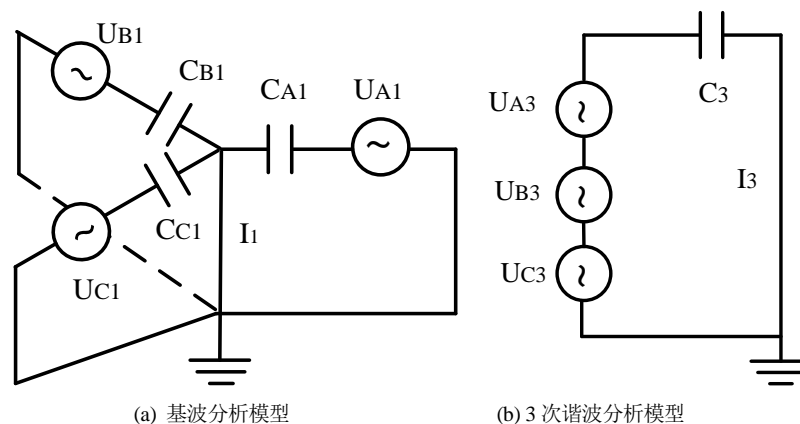 UB1
CB1
CA1
UA1
CC1
I1
UC1
(a) 基波分析模型
C3
UA3
UB3
I3
UC3
(b) 3 次谐波分析模型